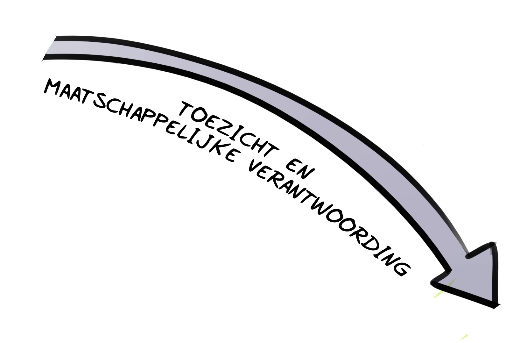 TOEZICHT EN
MAATSCHAPPELIJKE VERANTWOORDING